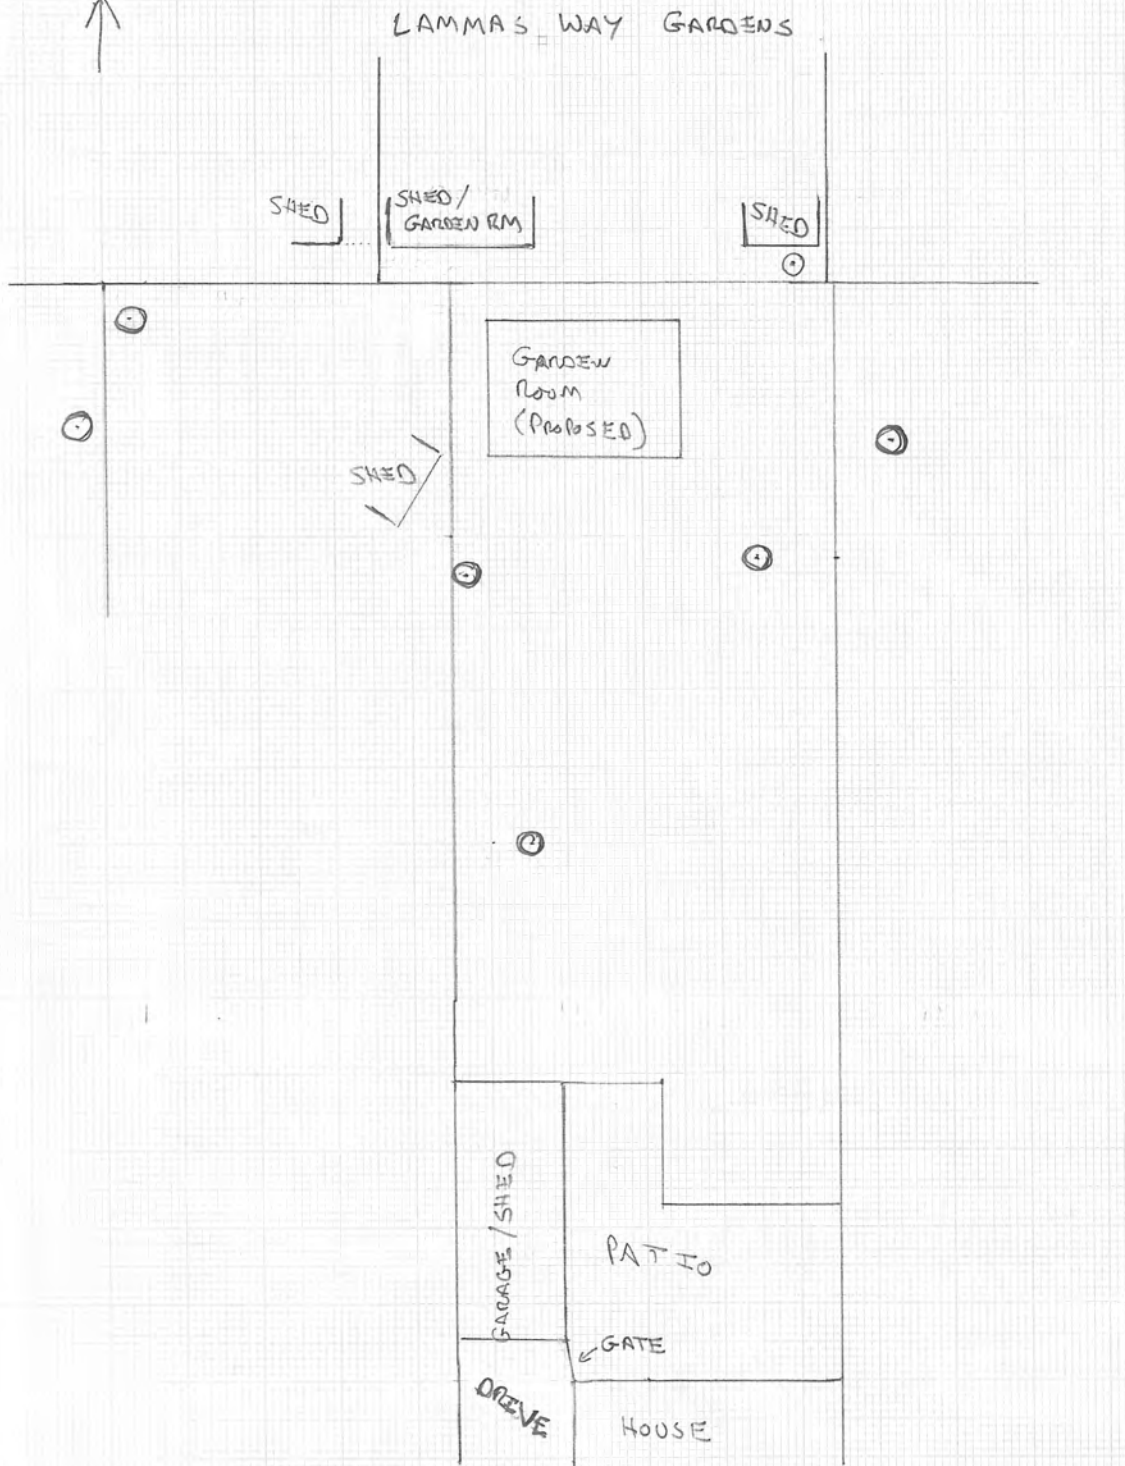 LAMMAS WAY GARDENS
SHED
SHED/
GARDEN RM
SHED
GARDEN
ROOM
(PROPOSED)
SHED
GARAGE/SHED
PATIO
GATE
DRIVE
HOUSE